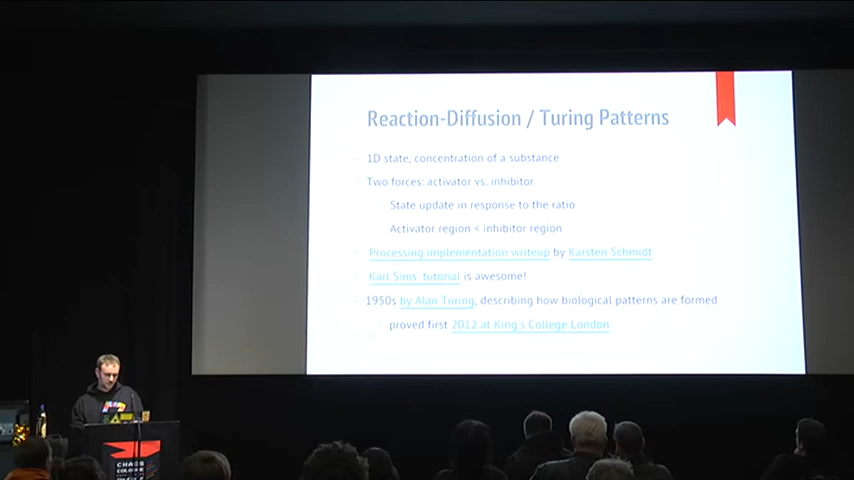 Reaction-Diffusion / Turing Patterns
1D state, concentration of a substance
Two forces: activator vs. inhibitor
State update in response to the ratio
Activator region < inhibitor region
Processing implementation writeup by Karsten Schmidt
Karl Sims tutorial is awesome!
1950s by Alan Turing, describing how biological patterns are formed
proved first 2012 at King's College London
CHAOS
COLOGNE